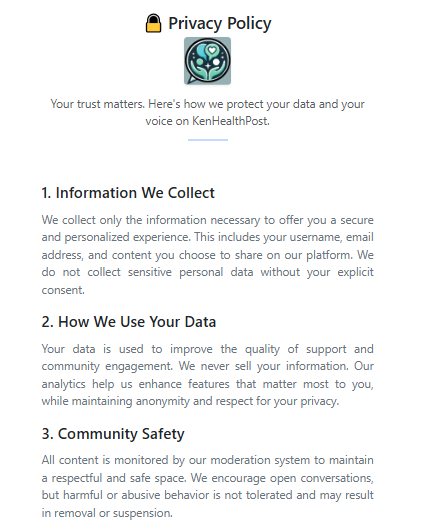 🔒 Privacy Policy
Your trust matters. Here's how we protect your data and your
voice on KenHealthPost.
1. Information We Collect
We collect only the information necessary to offer you a secure
and personalized experience. This includes your username, email
address, and content you choose to share on our platform. We
do not collect sensitive personal data without your explicit
consent.
2. How We Use Your Data
Your data is used to improve the quality of support and
community engagement. We never sell your information. Our
analytics help us enhance features that matter most to you,
while maintaining anonymity and respect for your privacy.
3. Community Safety
All content is monitored by our moderation system to maintain
a respectful and safe space. We encourage open conversations,
but harmful or abusive behavior is not tolerated and may result
in removal or suspension.